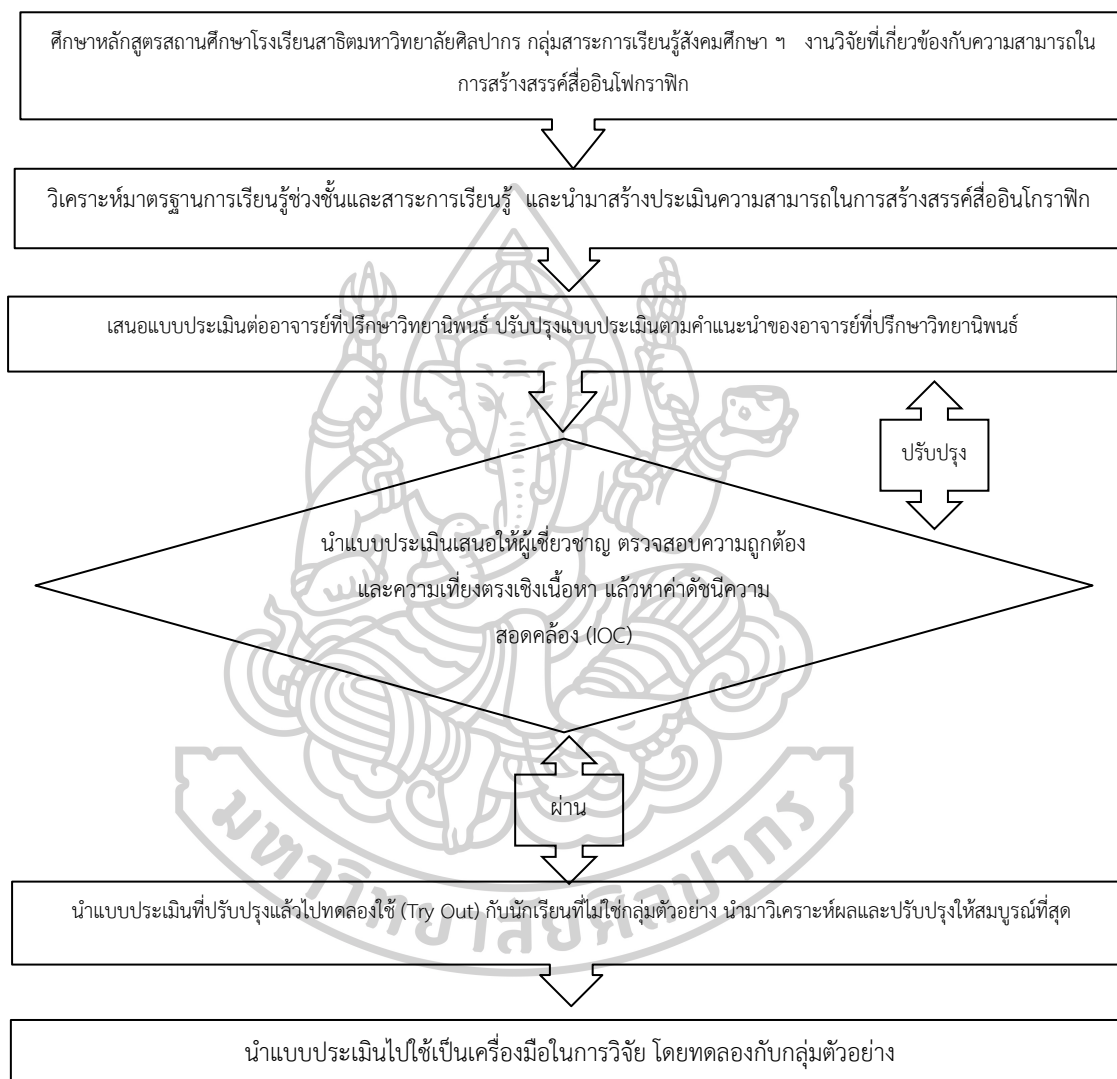 ศึกษาหลักสูตรสถานศึกษาโรงเรียนสาธิตมหาวิทยาลัยศิลปากร กลุ่มสาระการเรียนรู้สังคมศึกษา ฯ งานวิจัยที่เกี่ยวข้องกับความสามารถใน
การสร้างสรรค์สื่ออินโฟกราฟิก
วิเคราะห์มาตรฐานการเรียนรู้ช่วงชั้นและสาระการเรียนรู้ และนำมาสร้างประเมินความสามารถในการสร้างสรรค์สื่ออินโกราฟิก
เสนอแบบประเมินต่ออาจารย์ที่ปรึกษาวิทยานิพนธ์ ปรับปรุงแบบประเมินตามคำแนะนำของอาจารย์ที่ปรึกษาวิทยานิพนธ์
ปรับปรุง
นำแบบประเมินเสนอให้ผู้เชี่ยวชาญ ตรวจสอบความถูกต้อง
และความเที่ยงตรงเชิงเนื้อหา แล้วหาค่าดัชนีความ
สอดคล้อง (IOC)
ผ่าน
มหาวิทยาลัยศิลปากร
นำแบบประเมินที่ปรับปรุงแล้วไปทดลองใช้ (Try Out) กับนักเรียนที่ไม่ใช่กลุ่มตัวอย่าง นำมาวิเคราะห์ผลและปรับปรุงให้สมบูรณ์ที่สุด
นำแบบประเมินไปใช้เป็นเครื่องมือในการวิจัย โดยทดลองกับกลุ่มตัวอย่าง